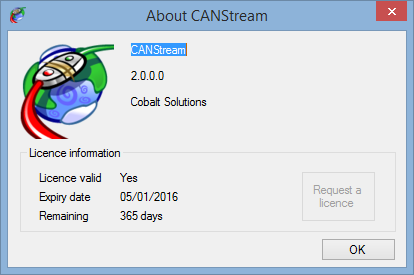 About CANStream
CANStream
2.0.0.0
Cobalt Solutions
Licence information
Licence valid Yes
Expiry date 05/01/2016
Remaining 365 days
Request a
licence
OK